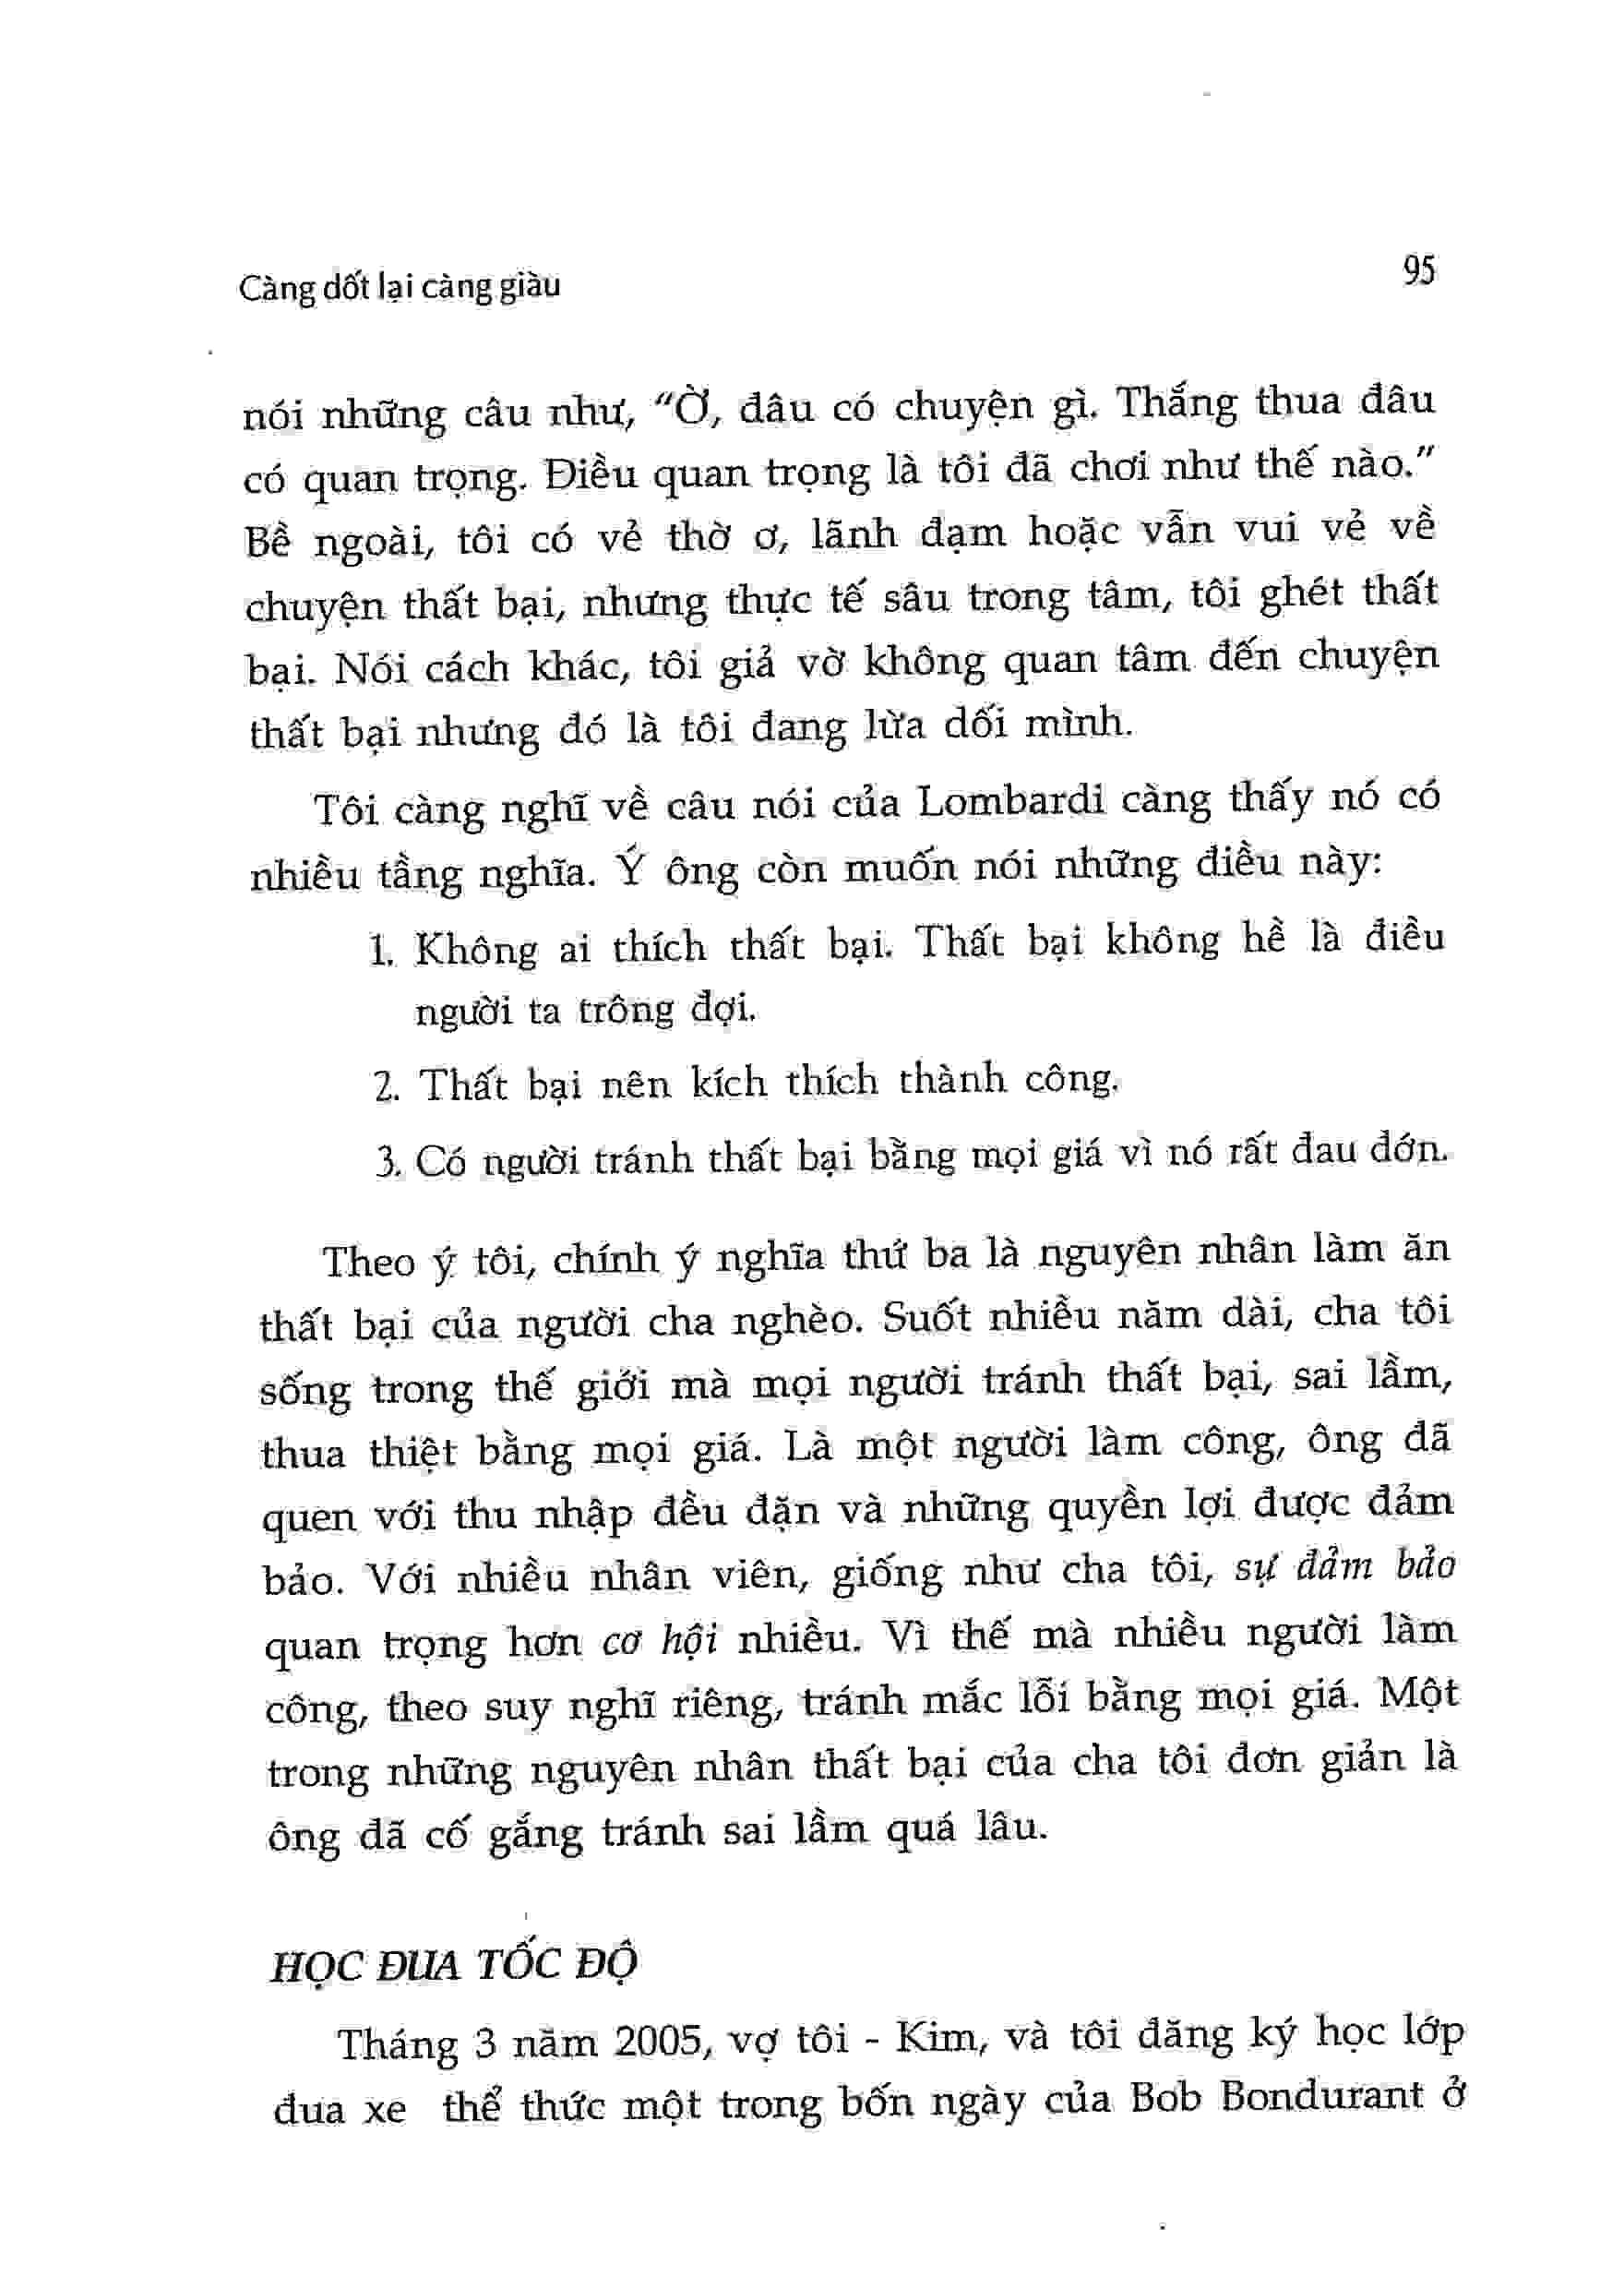 Càng dốt lại càng giàu
95
nói những câu như, “Ờ, đâu có chuyện gì. Thắng thua đâu
có quan trọng. Điều quan trọng là tôi đã chơi như thế nào.”
Bề ngoài, tôi có vẻ thờ ơ, lãnh đạm hoặc vẫn vui vẻ về
chuyện thất bại, nhưng thực tế sâu trong tâm, tôi ghét thất
bại. Nói cách khác, tôi giả vờ không quan tâm đến chuyện
thất bại nhưng đó là tôi đang lừa dối mình.
Tôi càng nghĩ về câu nói của Lombardi càng thấy nó có
nhiều tầng nghĩa. Ý ông còn muốn nói những điều này:
1. Không ai thích thất bại. Thất bại không hề là điều
người ta trông đợi.
2. Thất bại nên kích thích thành công.
3. Có người tránh thất bại bằng mọi giá vì nó rất đau đớn.
Theo ý tôi, chính ý nghĩa thứ ba là nguyên nhân làm ăn
thất bại của người cha nghèo. Suốt nhiều năm dài, cha tôi
sống trong thế giới mà mọi người tránh thất bại, sai lầm,
thua thiệt bằng mọi giá. Là một người làm công, ông đã
quen với thu nhập đều đặn và những quyền lợi được đảm
bảo. Với nhiều nhân viên, giống như cha tôi, sự đảm bảo
quan trọng hơn cơ hội nhiều. Vì thế mà nhiều người làm
công, theo suy nghĩ riêng, tránh mắc lỗi bằng mọi giá. Một
trong những nguyên nhân thất bại của cha tôi đơn giản là
ông đã cố gắng tránh sai lầm quá lâu.
HỌC ĐUA TỐC ĐỘ
Tháng 3 năm 2005, vợ tôi - Kim, và tôi đăng ký học lớp
đua xe thể thức một trong bốn ngày của Bob Bondurant ở